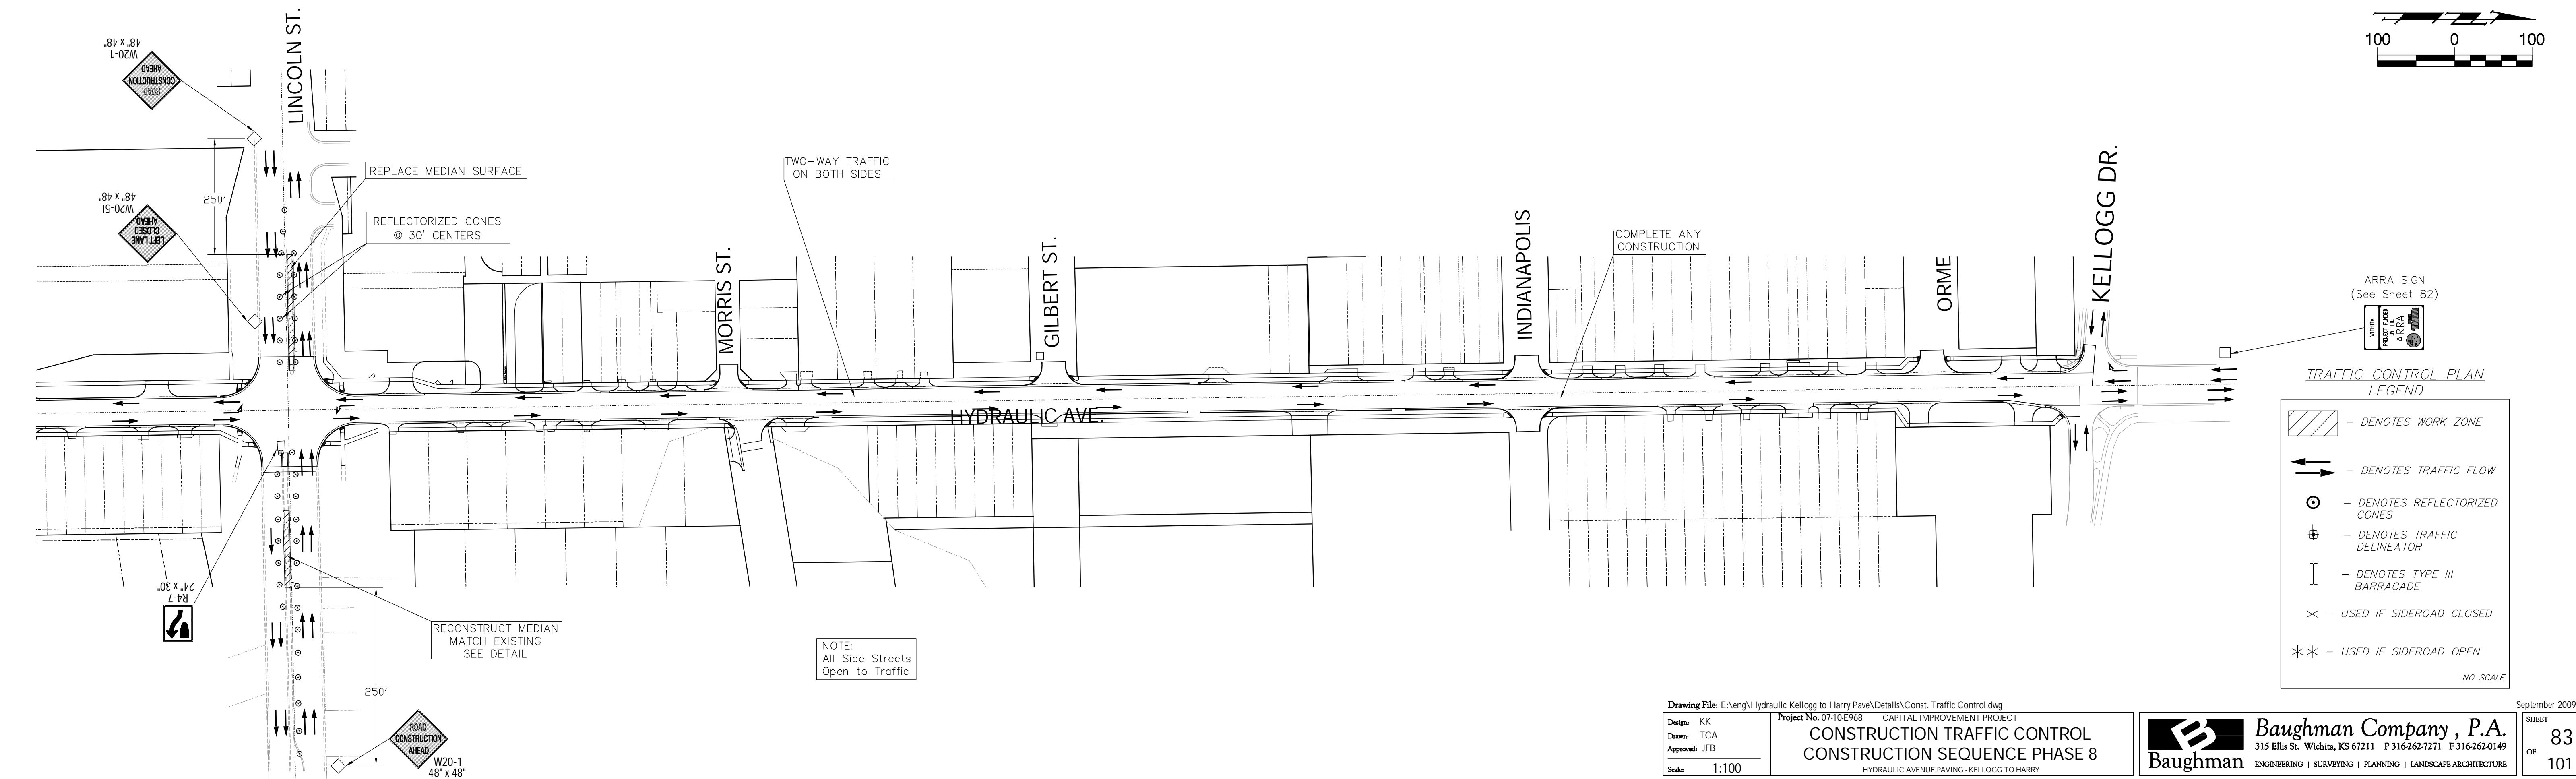 LINCOLN ST.
48" x 48"
W20-1
ROAD
CONSTRUCTION
AHEAD
250'
48" x 48"
W20-5L
LEFT LANE
CLOSED
AHEAD
REPLACE MEDIAN SURFACE
REFLECTORIZED CONES
@ 30' CENTERS
TWO-WAY TRAFFIC
ON BOTH SIDES
MORRIS ST.
GILBERT ST.
INDIANAPOLIS
COMPLETE ANY
CONSTRUCTION
ORME
KELLOGG DR.
HYDRAULIC AVE.
100 0 100
ARRA SIGN
(See Sheet 82)
WICHITA
PROJECT FUNDED
BY THE
ARRA
TRAFFIC CONTROL PLAN
LEGEND
- DENOTES WORK ZONE
- DENOTES TRAFFIC FLOW
- DENOTES REFLECTORIZED
CONES
- DENOTES TRAFFIC
DELINEATOR
- DENOTES TYPE III
BARRACADE
- USED IF SIDEROAD CLOSED
- USED IF SIDEROAD OPEN
NO SCALE
24" x 30"
R4-7
RECONSTRUCT MEDIAN
MATCH EXISTING
SEE DETAIL
250'
ROAD
CONSTRUCTION
AHEAD
W20-1
48" x 48"
NOTE:
All Side Streets
Open to Traffic
Drawing File: E:\eng\Hydraulic Kellogg to Harry Pave\Details\Const. Traffic Control.dwg
September 2009
Design: KK
Drawn: TCA
Approved: JFB
Scale: 1:100
Project No. 07-10-E968 CAPITAL IMPROVEMENT PROJECT
CONSTRUCTION TRAFFIC CONTROL
CONSTRUCTION SEQUENCE PHASE 8
HYDRAULIC AVENUE PAVING - KELLOGG TO HARRY
Baughman
Baughman Company, P.A.
315 Ellis St. Wichita, KS 67211 P 316-262-7271 F 316-262-0149
ENGINEERING | SURVEYING | PLANNING | LANDSCAPE ARCHITECTURE
SHEET
83
OF
101